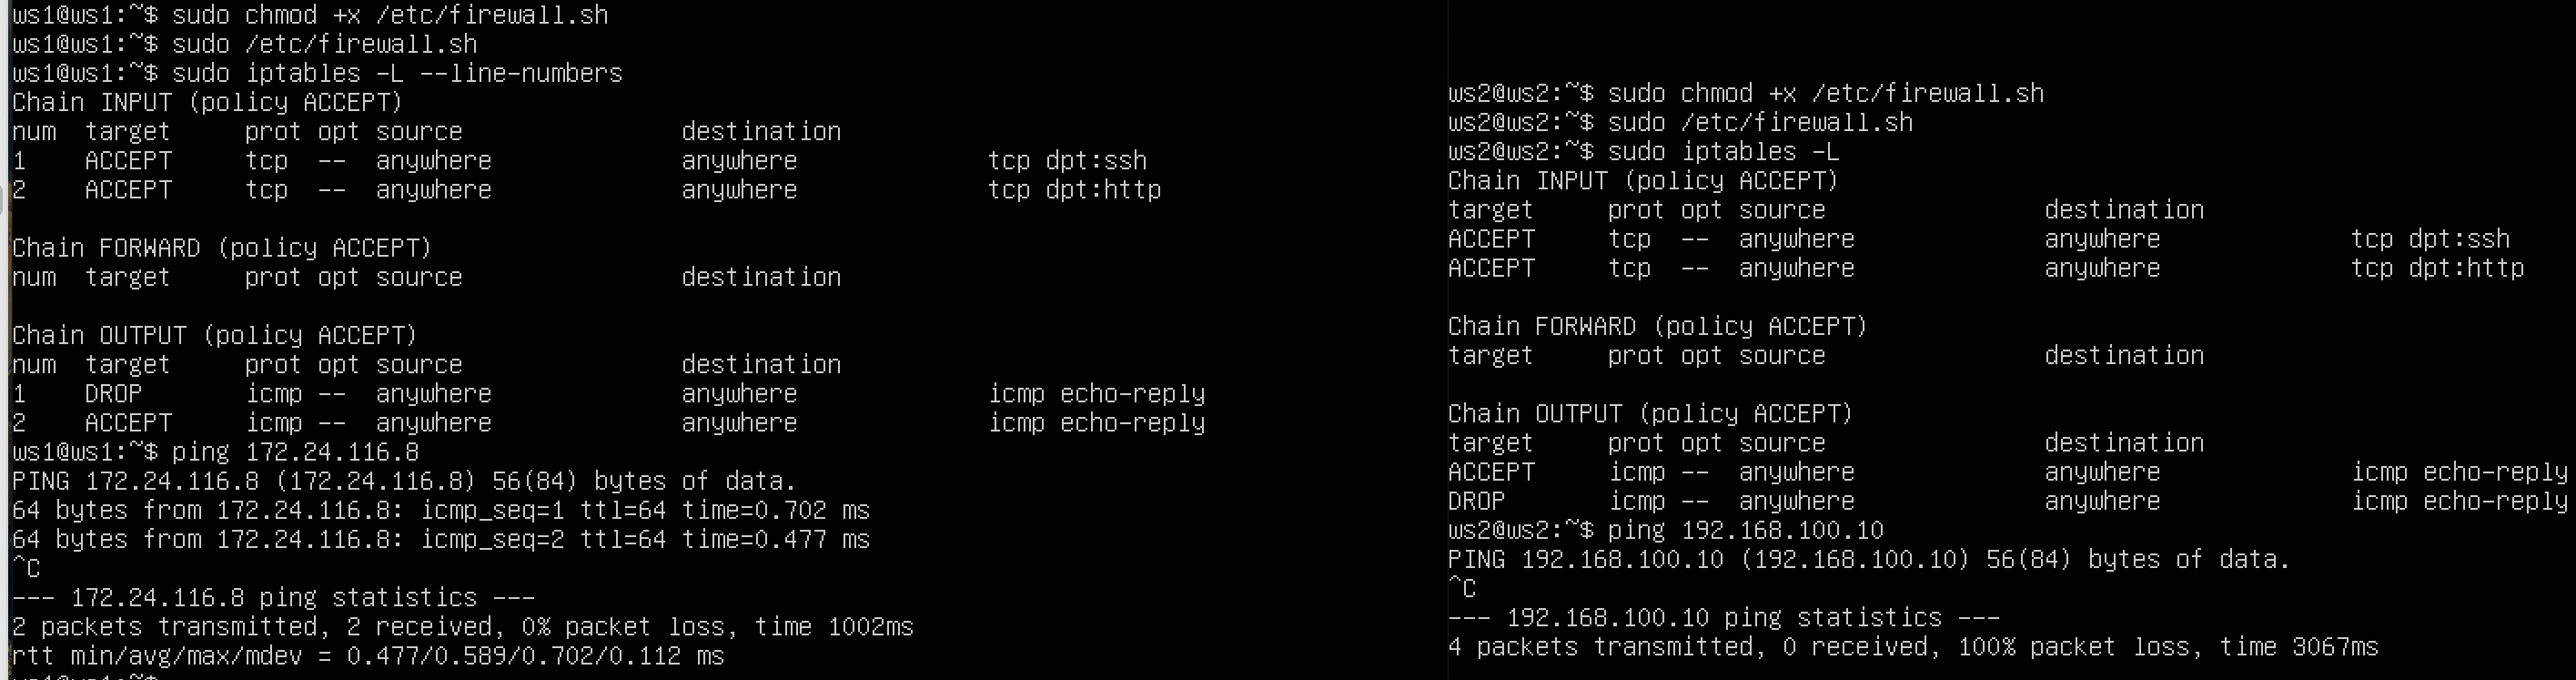 ws1@ws1:~$ sudo chmod +x /etc/firewall.sh
ws1@ws1:~$ sudo /etc/firewall.sh
ws1@ws1:~$ sudo iptables -L --line-numbers
Chain INPUT (policy ACCEPT)
num  target     prot opt source               destination
1    ACCEPT     tcp  --  anywhere             anywhere             tcp dpt:ssh
2    ACCEPT     tcp  --  anywhere             anywhere             tcp dpt:http
Chain FORWARD (policy ACCEPT)
num  target     prot opt source               destination
Chain OUTPUT (policy ACCEPT)
num  target     prot opt source               destination
1    DROP       icmp --  anywhere             anywhere             icmp echo-reply
2    ACCEPT     icmp --  anywhere             anywhere             icmp echo-reply
ws1@ws1:~$ ping 172.24.116.8
PING 172.24.116.8 (172.24.116.8) 56(84) bytes of data.
64 bytes from 172.24.116.8: icmp_seq=1 ttl=64 time=0.702 ms
64 bytes from 172.24.116.8: icmp_seq=2 ttl=64 time=0.477 ms
^C
--- 172.24.116.8 ping statistics ---
2 packets transmitted, 2 received, 0% packet loss, time 1002ms
rtt min/avg/max/mdev = 0.477/0.589/0.702/0.112 ms
ws1@ws1:~$
ws2@ws2:~$ sudo chmod +x /etc/firewall.sh
ws2@ws2:~$ sudo /etc/firewall.sh
ws2@ws2:~$ sudo iptables -L
Chain INPUT (policy ACCEPT)
target     prot opt source               destination
ACCEPT     tcp  --  anywhere             anywhere             tcp dpt:ssh
ACCEPT     tcp  --  anywhere             anywhere             tcp dpt:http
Chain FORWARD (policy ACCEPT)
target     prot opt source               destination
Chain OUTPUT (policy ACCEPT)
target     prot opt source               destination
ACCEPT     icmp --  anywhere             anywhere             icmp echo-reply
DROP       icmp --  anywhere             anywhere             icmp echo-reply
ws2@ws2:~$ ping 192.168.100.10
PING 192.168.100.10 (192.168.100.10) 56(84) bytes of data.
^C
--- 192.168.100.10 ping statistics ---
4 packets transmitted, 0 received, 100% packet loss, time 3067ms